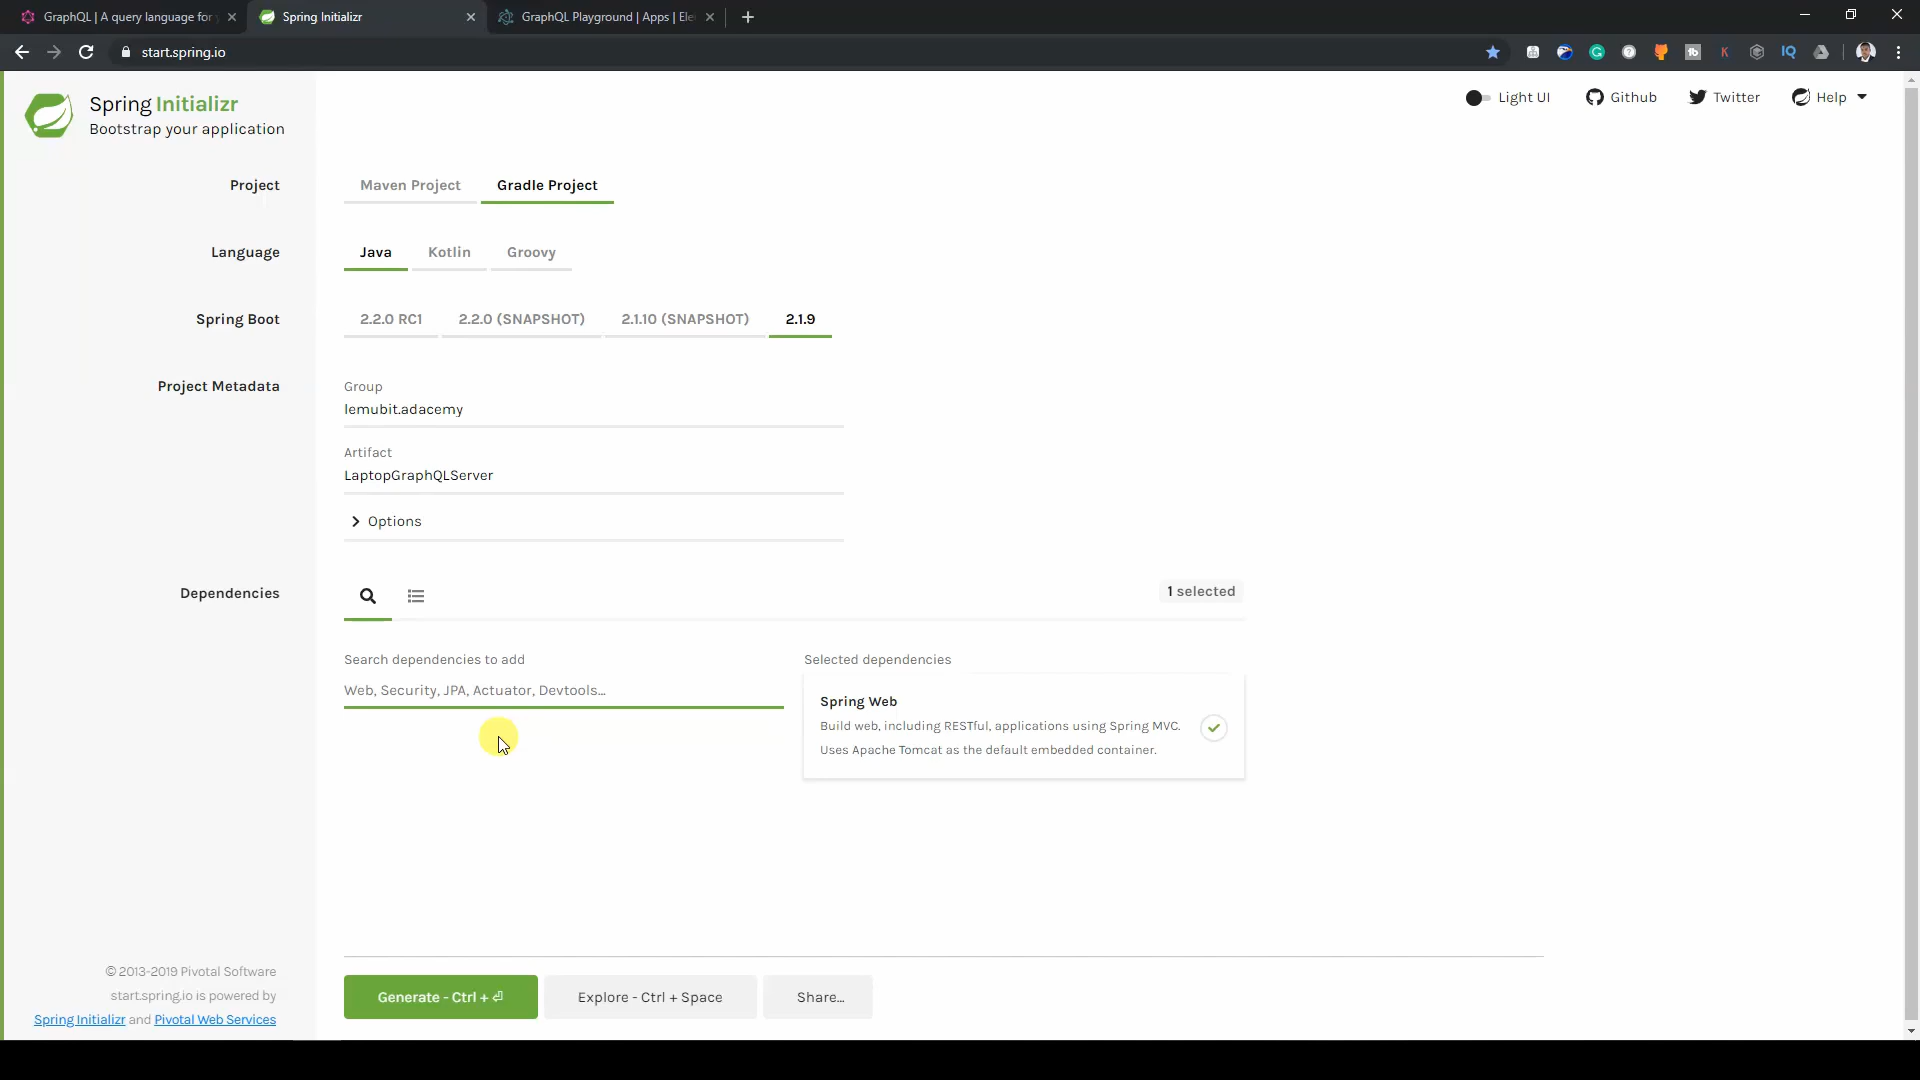 GraphQL | A query language for y
Spring Initializr
GraphQL Playground | Apps | Ele
start.spring.io
Spring Initializr
Bootstrap your application
Light UI
Github
Twitter
Help
Project
Maven Project
Gradle Project
Language
Java
Kotlin
Groovy
Spring Boot
2.2.0 RC1
2.2.0 (SNAPSHOT)
2.1.10 (SNAPSHOT)
2.1.9
Project Metadata
Group
lemubit.adacemy
Artifact
LaptopGraphQLServer
Options
Dependencies
1 selected
Search dependencies to add
Web, Security, JPA, Actuator, Devtools...
Selected dependencies
Spring Web
Build web, including RESTful, applications using Spring MVC.
Uses Apache Tomcat as the default embedded container.
© 2013-2019 Pivotal Software
start.spring.io is powered by
Spring Initializr and Pivotal Web Services
Generate - Ctrl + ⏎
Explore - Ctrl + Space
Share...